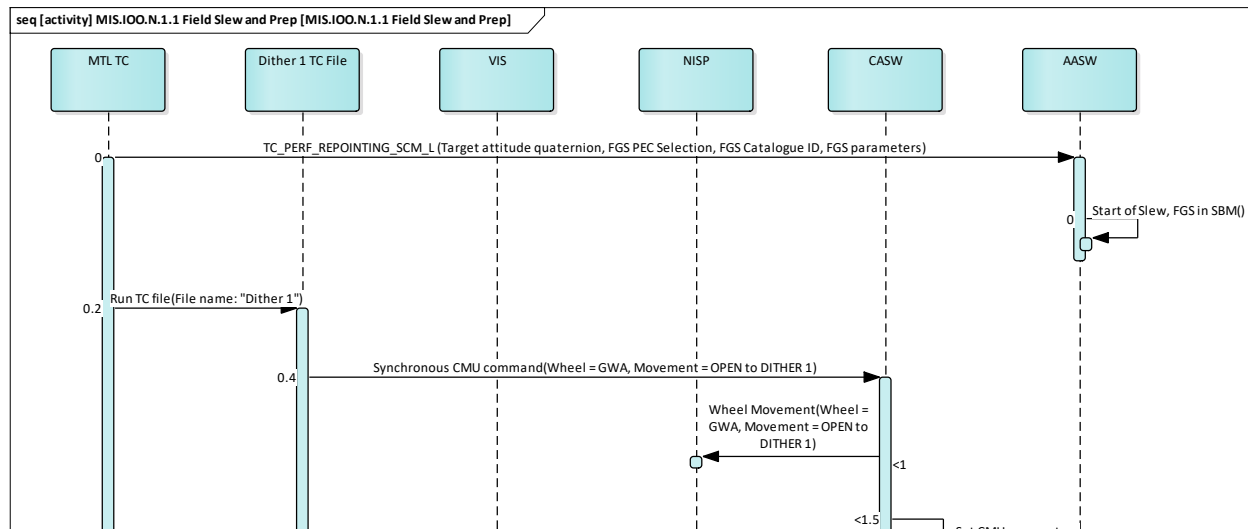 seq [activity] MIS.IOO.N.1.1 Field Slew and Prep [MIS.IOO.N.1.1 Field Slew and Prep]
MTL TC
Dither 1 TC File
VIS
NISP
CASW
AASW
0
TC_PERF_REPOINTING_SCM_L (Target attitude quaternion, FGS PEC Selection, FGS Catalogue ID, FGS parameters)
0
Start of Slew, FGS in SBM()
0.2
Run TC file(File name: "Dither 1")
0.4
Synchronous CMU command(Wheel = GWA, Movement = OPEN to DITHER 1)
Wheel Movement(Wheel =
GWA, Movement = OPEN to
DITHER 1)
<1
<1.5